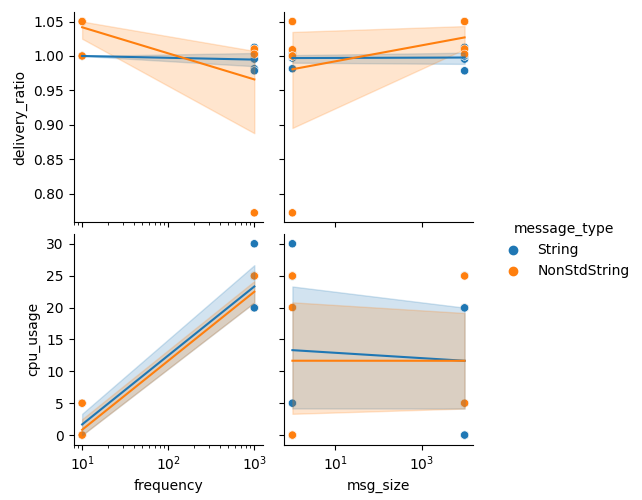 1.05
1.00
0.95
0.90
0.85
0.80
delivery_ratio
30
25
20
15
10
5
0
cpu_usage
10¹ 10² 10³
frequency
10¹ 10³
msg_size
message_type
String
NonStdString